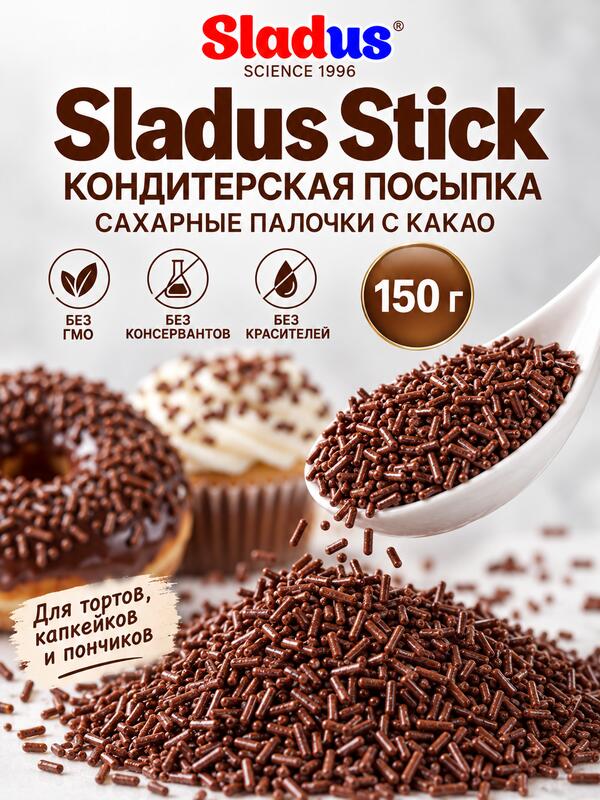 Sladus®
SCIENCE 1996
Sladus Stick
КОНДИТЕРСКАЯ ПОСЫПКА
САХАРНЫЕ ПАЛОЧКИ С КАКАО
БЕЗ
ГМО
БЕЗ
КОНСЕРВАНТОВ
БЕЗ
КРАСИТЕЛЕЙ
150 г
Для тортов,
капкейков
и пончиков